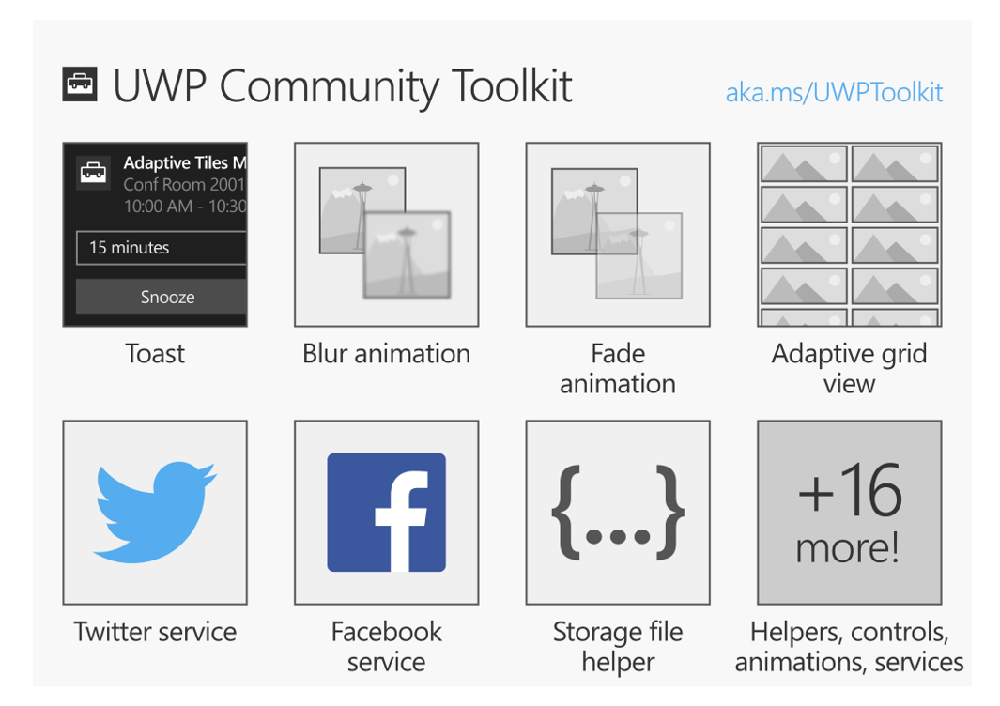 UWP Community Toolkit
aka.ms/UWPToolkit
Adaptive Tiles M
Conf Room 2001
10:00 AM - 10:30
15 minutes
Snooze
Toast
Blur animation
Fade
animation
Adaptive grid
view
f
{...}
+16
more!
Twitter service
Facebook
service
Storage file
helper
Helpers, controls,
animations, services